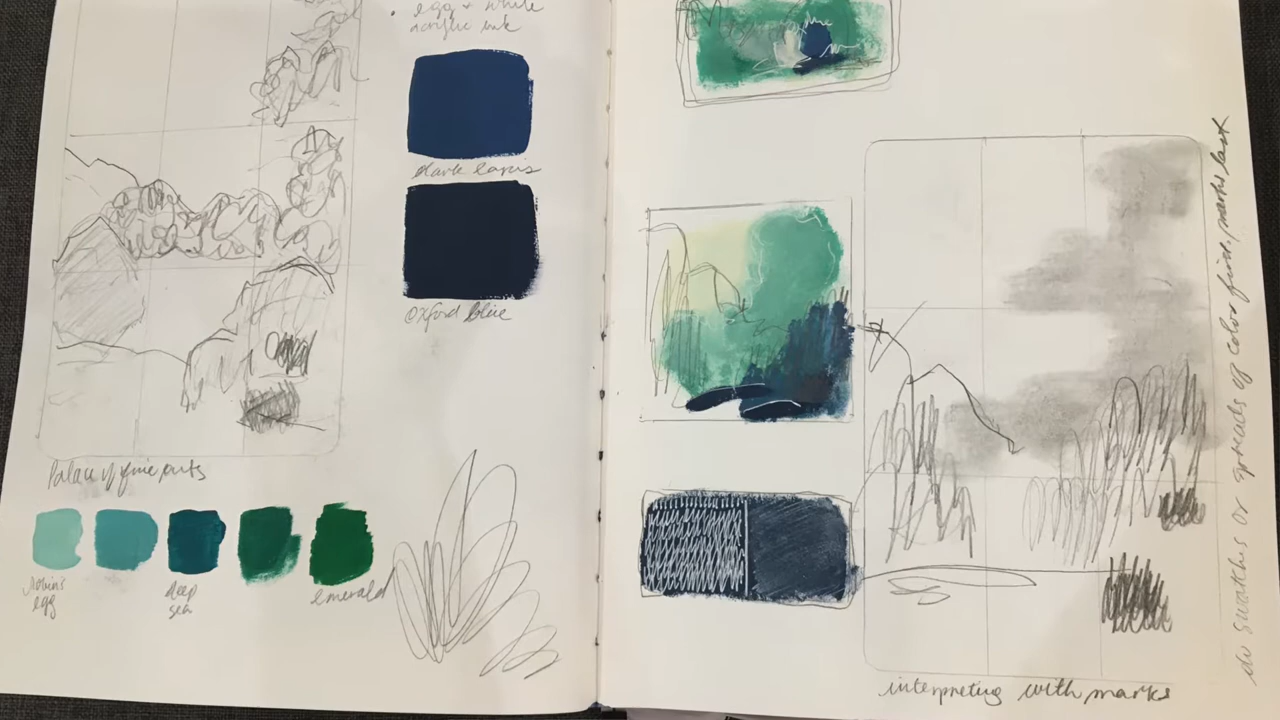 egg + white
acrylic ink
dark lapis
oxford blue
Palace of fine arts
robin's
egg
deep
sea
emerald
interpreting with marks
do swatches or spreads of color first, marks last